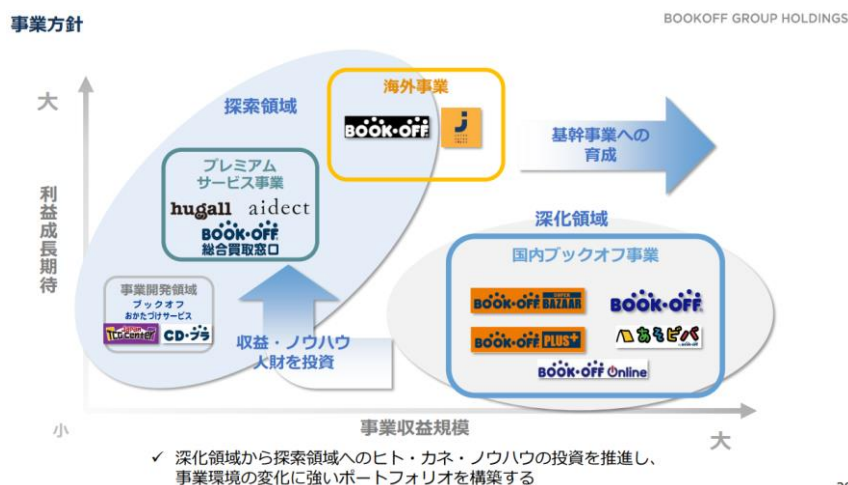 事業方針
BOOKOFF GROUP HOLDINGS
大
利益成長期待
小
探索領域
海外事業
BOOK・OFF
J
基幹事業への
育成
プレミアム
サービス事業
hugall aidect
BOOK・OFF
総合買取窓口
事業開発領域
ブックオフ
おかたづけサービス
TCG center CD・プラ
収益・ノウハウ
人財を投資
深化領域
国内ブックオフ事業
BOOK・OFF SUPER BAZAAR BOOK・OFF
BOOK・OFF PLUS+ あそビバ
BOOK・OFF Online
事業収益規模
大
✓ 深化領域から探索領域へのヒト・カネ・ノウハウの投資を推進し、
事業環境の変化に強いポートフォリオを構築する